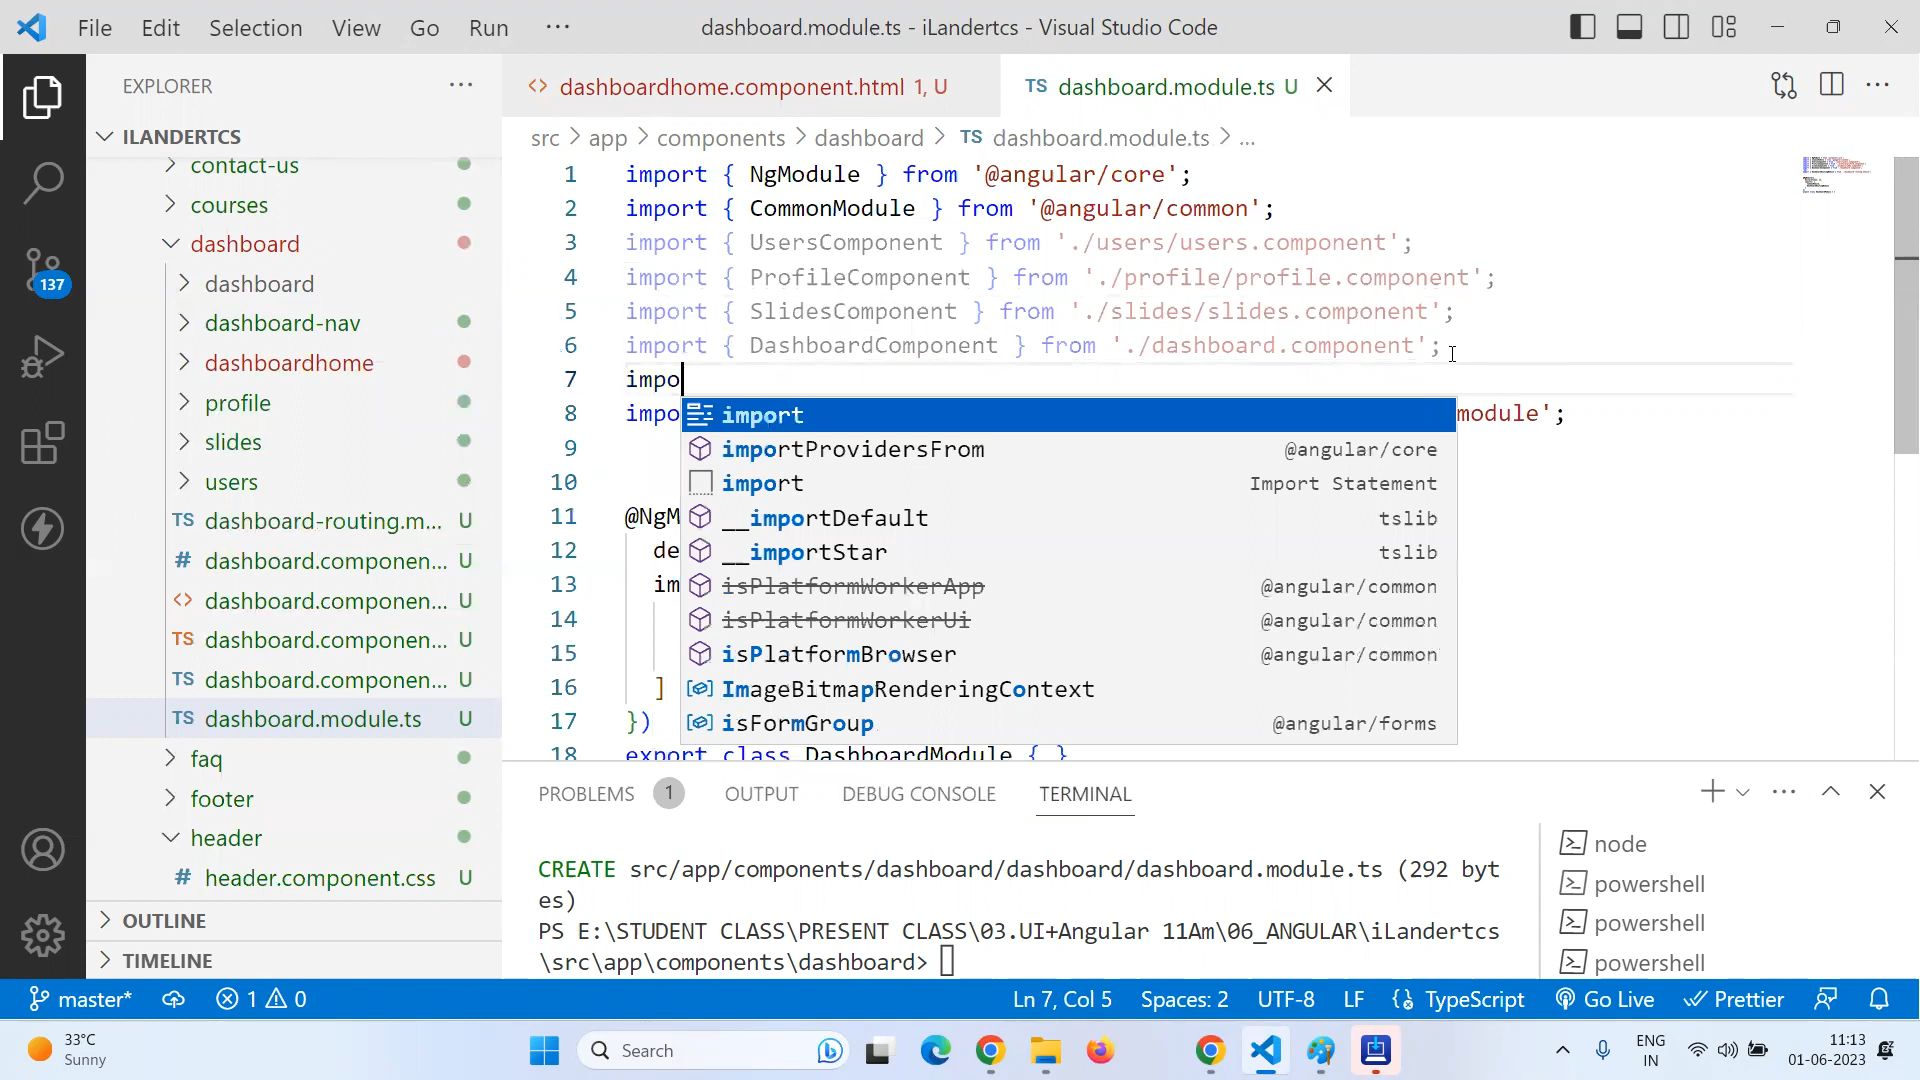 File Edit Selection View Go Run ··· dashboard.module.ts - iLandertcs - Visual Studio Code
EXPLORER ···
ILANDERTCS
contact-us
courses
dashboard
dashboard
dashboard-nav
dashboardhome
profile
slides
users
TS dashboard-routing.m... U
# dashboard.componen... U
<> dashboard.componen... U
TS dashboard.componen... U
TS dashboard.componen... U
TS dashboard.module.ts U
faq
footer
header
# header.component.css U
OUTLINE
TIMELINE
137
<> dashboardhome.component.html 1, U
TS dashboard.module.ts U
src > app > components > dashboard > TS dashboard.module.ts > ...
1 import { NgModule } from '@angular/core';
2 import { CommonModule } from '@angular/common';
3 import { UsersComponent } from './users/users.component';
4 import { ProfileComponent } from './profile/profile.component';
5 import { SlidesComponent } from './slides/slides.component';
6 import { DashboardComponent } from './dashboard.component';
7 impo
8 impo module';
9
10
11 @NgM
12 de
13 im
14
15
16 ]
17 })
18 export class DashboardModule { }
import
importProvidersFrom @angular/core
import Import Statement
__importDefault tslib
__importStar tslib
isPlatformWorkerApp @angular/common
isPlatformWorkerUi @angular/common
isPlatformBrowser @angular/common
ImageBitmapRenderingContext
isFormGroup @angular/forms
PROBLEMS 1 OUTPUT DEBUG CONSOLE TERMINAL
CREATE src/app/components/dashboard/dashboard/dashboard.module.ts (292 byt
es)
PS E:\STUDENT CLASS\PRESENT CLASS\03.UI+Angular 11Am\06_ANGULAR\iLandertcs
\src\app\components\dashboard>
node
powershell
powershell
powershell
master* 1 0 Ln 7, Col 5 Spaces: 2 UTF-8 LF {} TypeScript Go Live Prettier
33°C
Sunny
Search
ENG
IN
11:13
01-06-2023